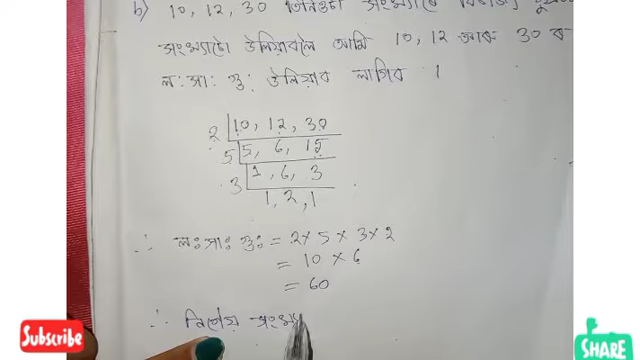 b) 10, 12, 30 তিনিওটা সংখ্যাৰে বিভাজ্য
সংখ্যাটো উলিয়াবলৈ আমি 10, 12 আৰু 30 ৰ
ল: সা: গু: উলিয়াব লাগিব ।
2 10, 12, 30
5 5, 6, 15
3 1, 6, 3
1, 2, 1
∴ ল: সা: গু: = 2 × 5 × 3 × 2
= 10 × 6
= 60
∴ নিৰ্ণেয়
Subscribe
SHARE